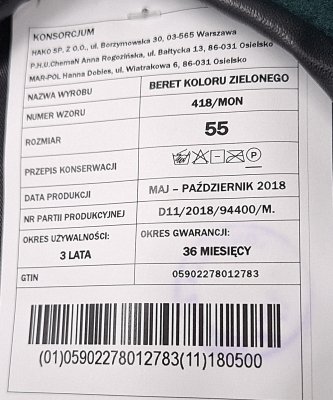 KONSORCJUM
HAKO SP. Z O.O., ul. Borzymowska 30, 03-565 Warszawa
P.H.U.ChemaN Anna Rogozińska, ul. Bałtycka 13, 86-031 Osielsko
MAR-POL Hanna Dobies, ul. Wiatrakowa 6, 86-031 Osielsko
NAZWA WYROBU BERET KOLORU ZIELONEGO
NUMER WZORU 418/MON
ROZMIAR 55
PRZEPIS KONSERWACJI P
DATA PRODUKCJI MAJ – PAŹDZIERNIK 2018
NR PARTII PRODUKCYJNEJ D11/2018/94400/M.
OKRES UŻYWALNOŚCI: OKRES GWARANCJI:
3 LATA 36 MIESIĘCY
GTIN 05902278012783
(01)05902278012783(11)180500